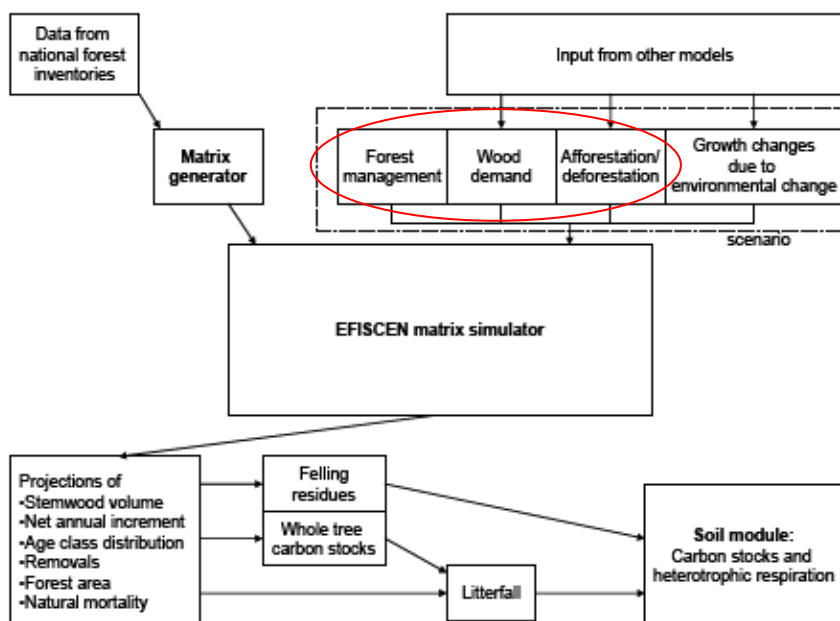 Data from
national forest
inventories
Input from other models
Matrix
generator
Forest
management
Wood
demand
Afforestation/
deforestation
Growth changes
due to
environmental change
scenario
EFISCEN matrix simulator
Projections of
•Stemwood volume
•Net annual increment
•Age class distribution
•Removals
•Forest area
•Natural mortality
Felling
residues
Whole tree
carbon stocks
Litterfall
Soil module:
Carbon stocks and
heterotrophic respiration